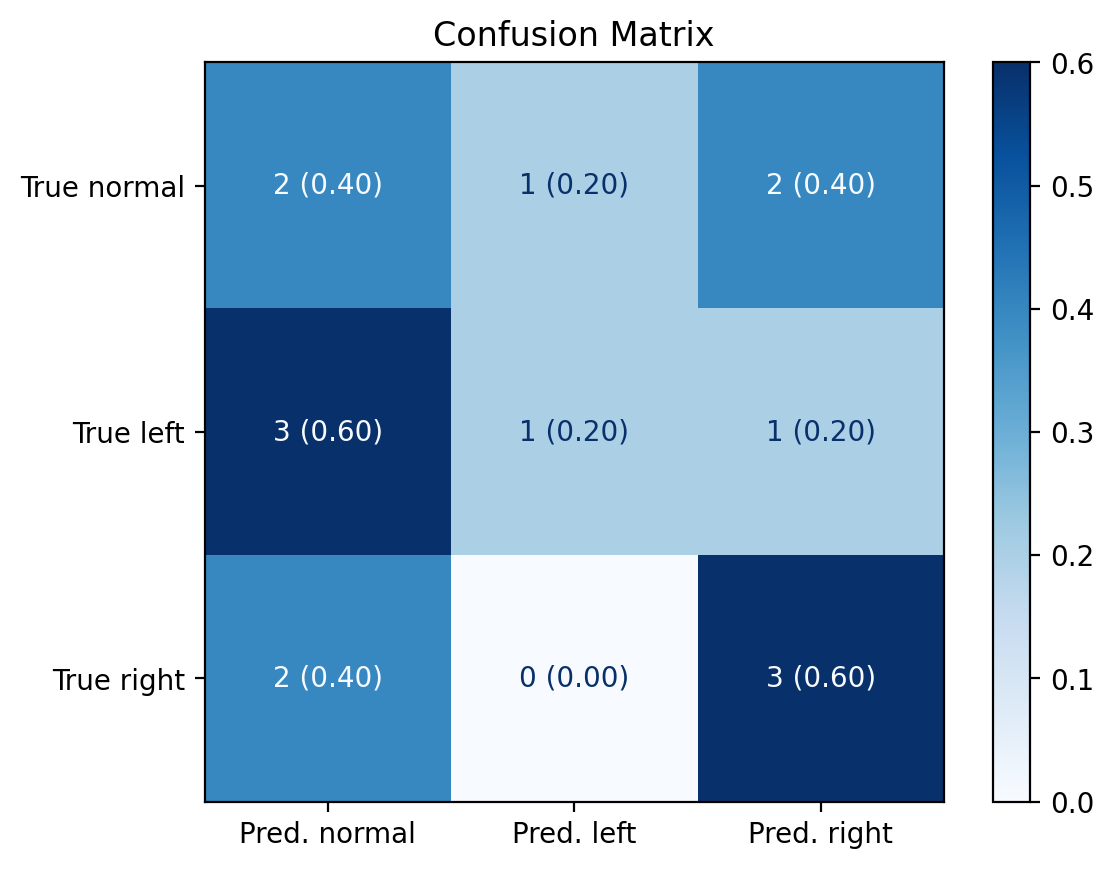 Confusion Matrix
True normal
2 (0.40)
1 (0.20)
2 (0.40)
True left
3 (0.60)
1 (0.20)
1 (0.20)
True right
2 (0.40)
0 (0.00)
3 (0.60)
Pred. normal
Pred. left
Pred. right
0.6
0.5
0.4
0.3
0.2
0.1
0.0